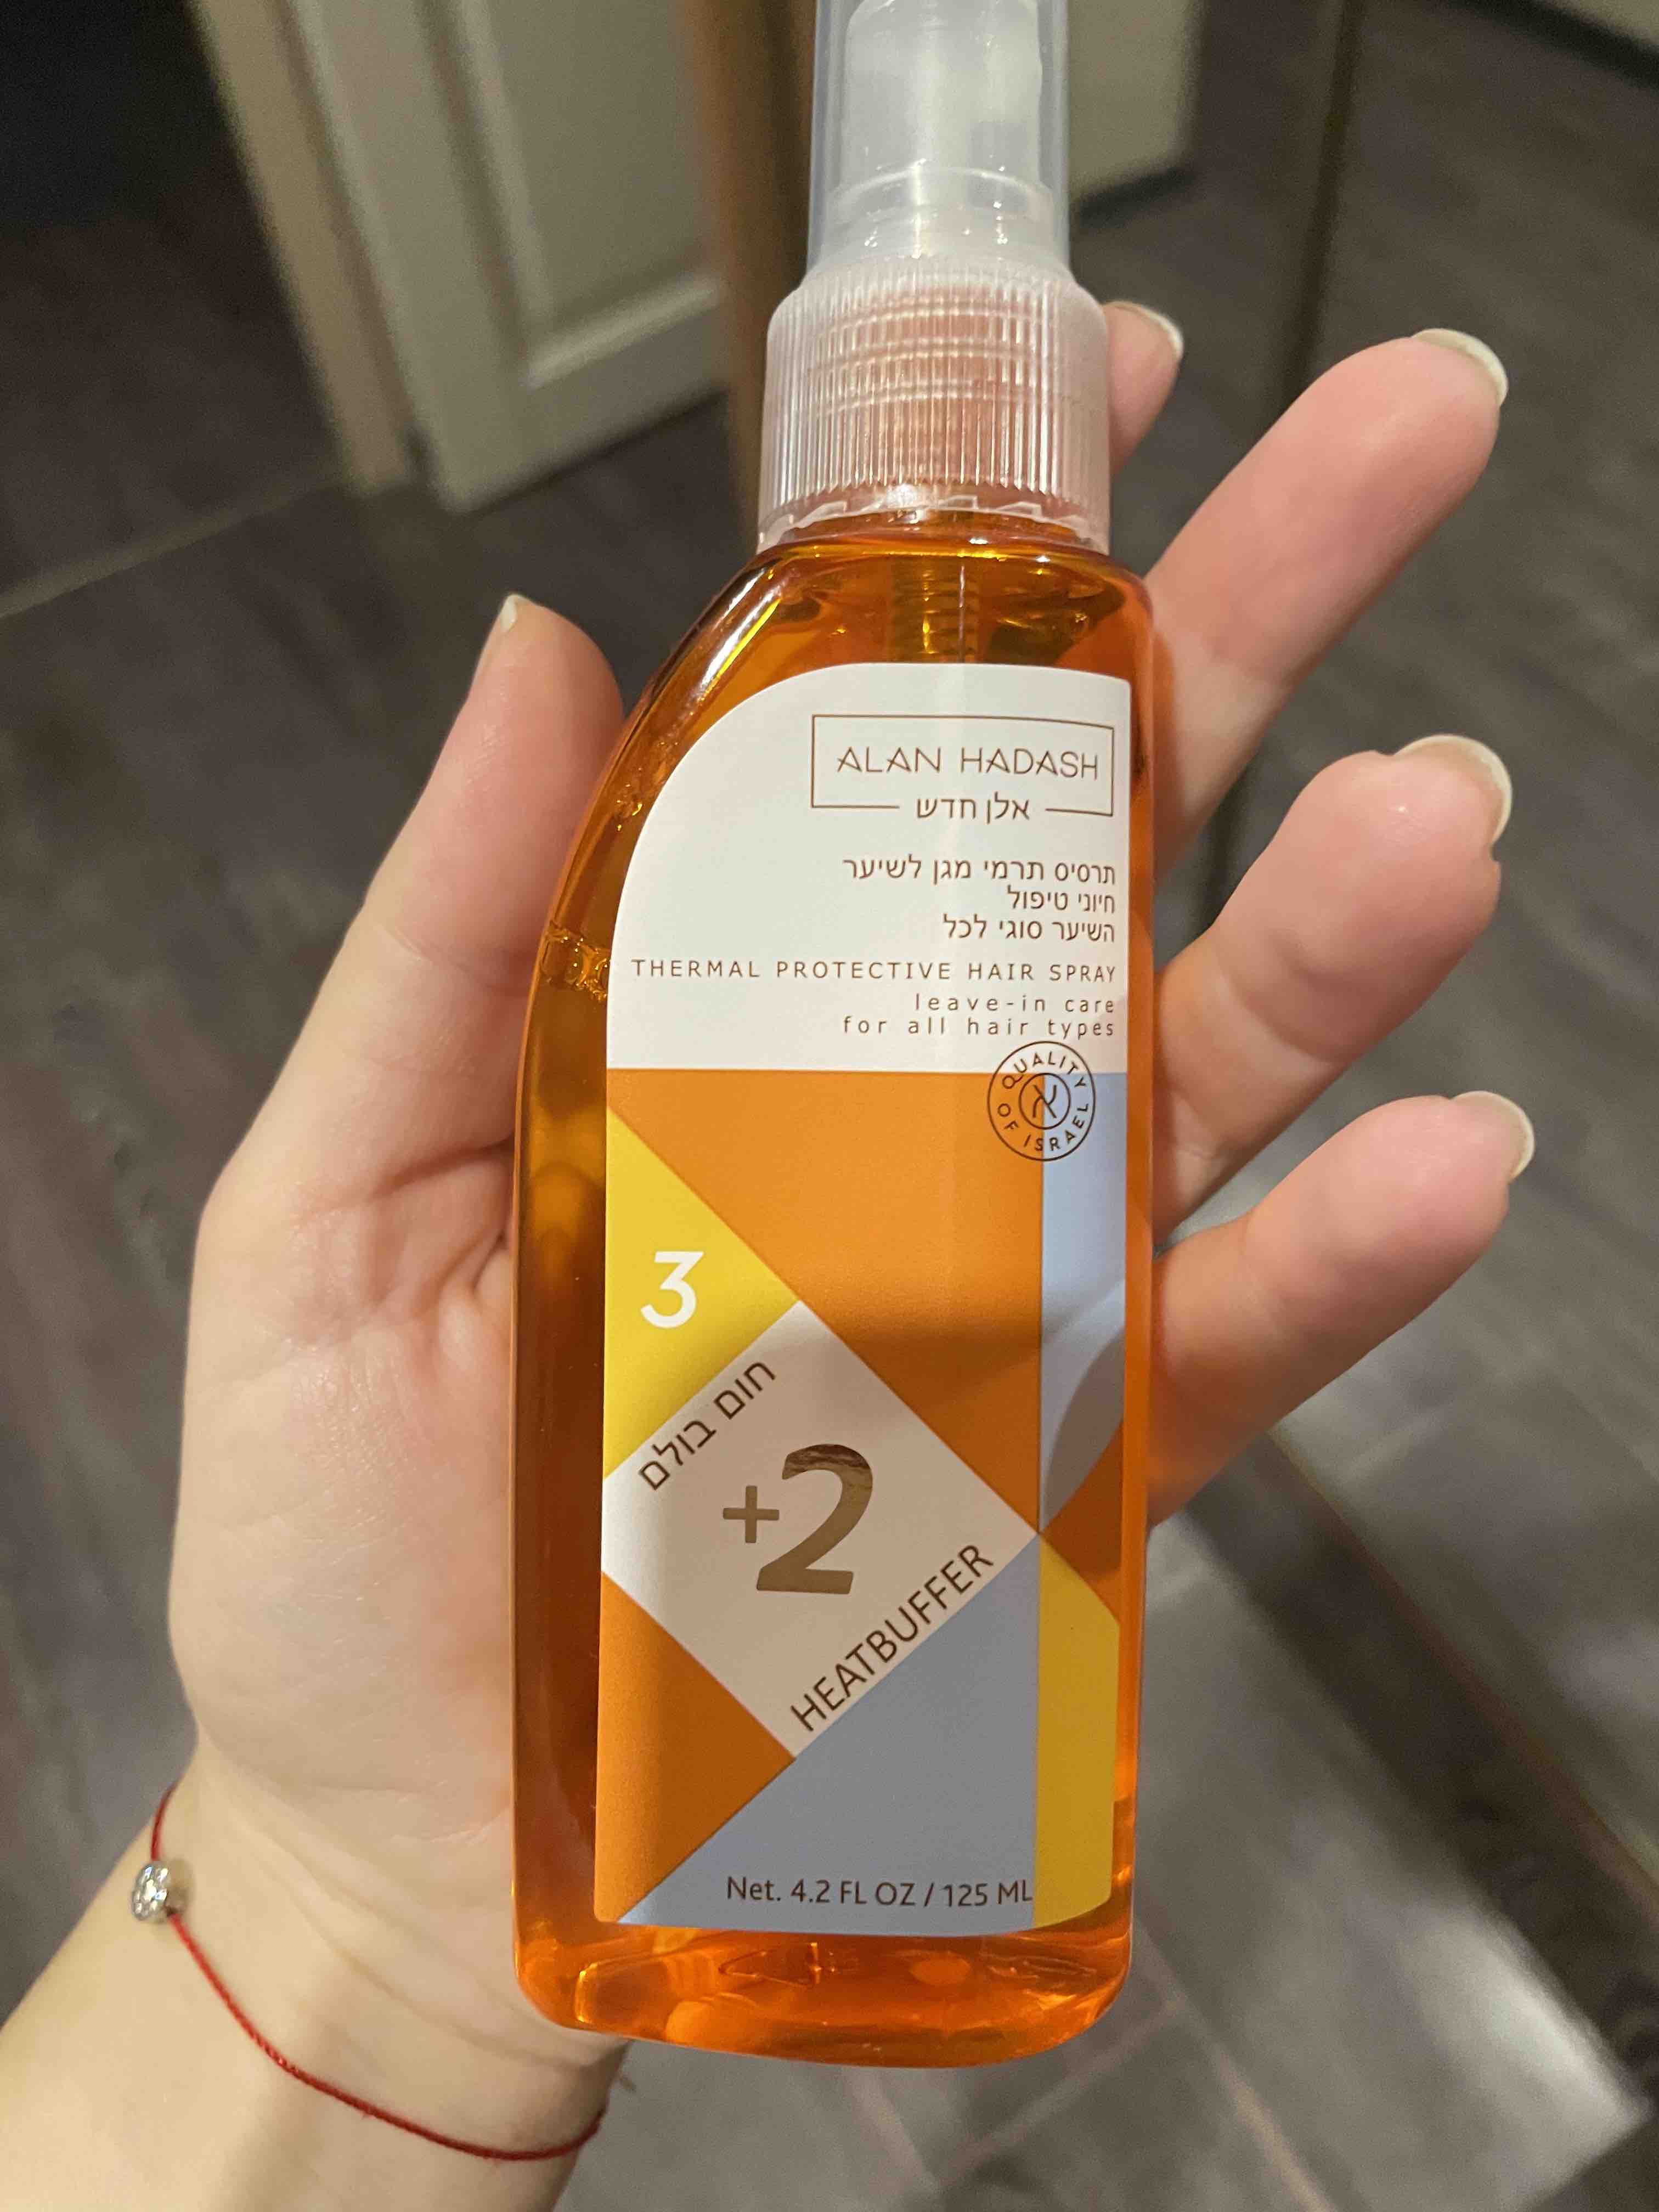 ALAN HADASH
אלן חדש
תרסיס תרמי מגן לשיער
חיוני טיפול
השיער סוגי לכל
THERMAL PROTECTIVE HAIR SPRAY
leave-in care
for all hair types
QUALITY OF ISRAEL
א
3
חום בולם
+2
HEATBUFFER
Net. 4.2 FL OZ / 125 ML